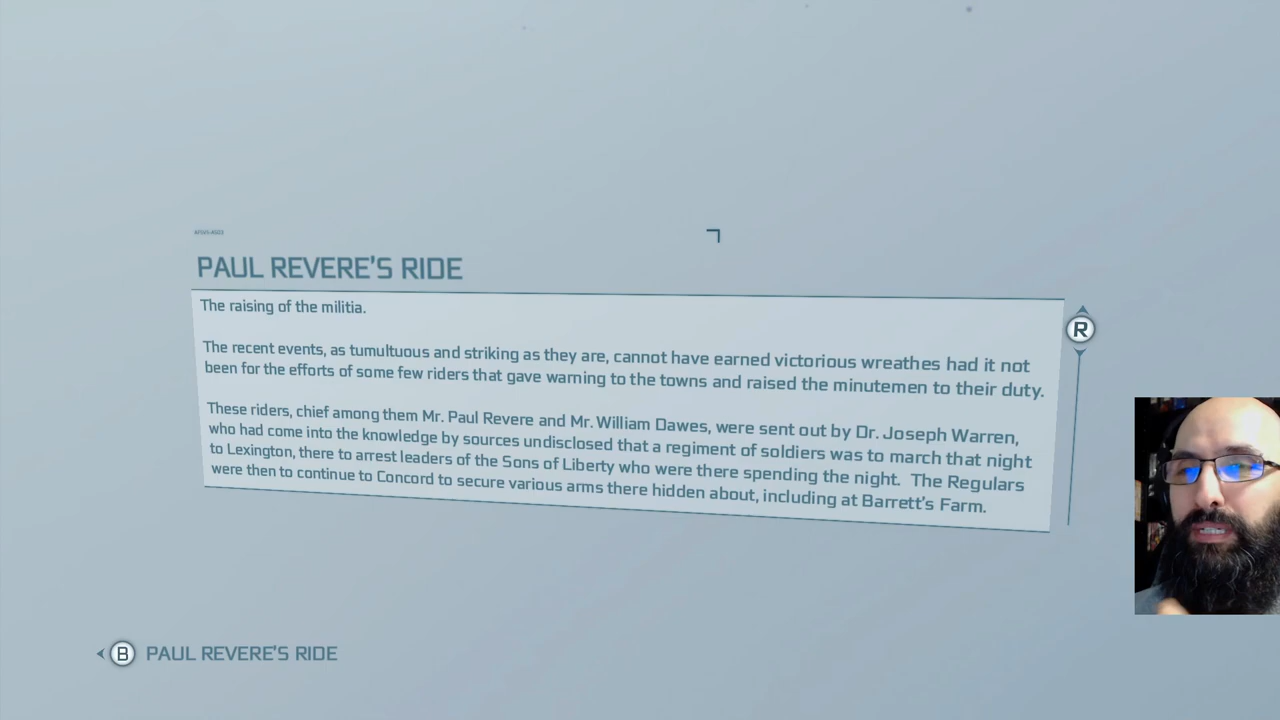 PAUL REVERE'S RIDE
The raising of the militia.
The recent events, as tumultuous and striking as they are, cannot have earned victorious wreathes had it not
been for the efforts of some few riders that gave warning to the towns and raised the minutemen to their duty.
These riders, chief among them Mr. Paul Revere and Mr. William Dawes, were sent out by Dr. Joseph Warren,
who had come into the knowledge by sources undisclosed that a regiment of soldiers was to march that night
to Lexington, there to arrest leaders of the Sons of Liberty who were there spending the night. The Regulars
were then to continue to Concord to secure various arms there hidden about, including at Barrett's Farm.
R
B PAUL REVERE'S RIDE